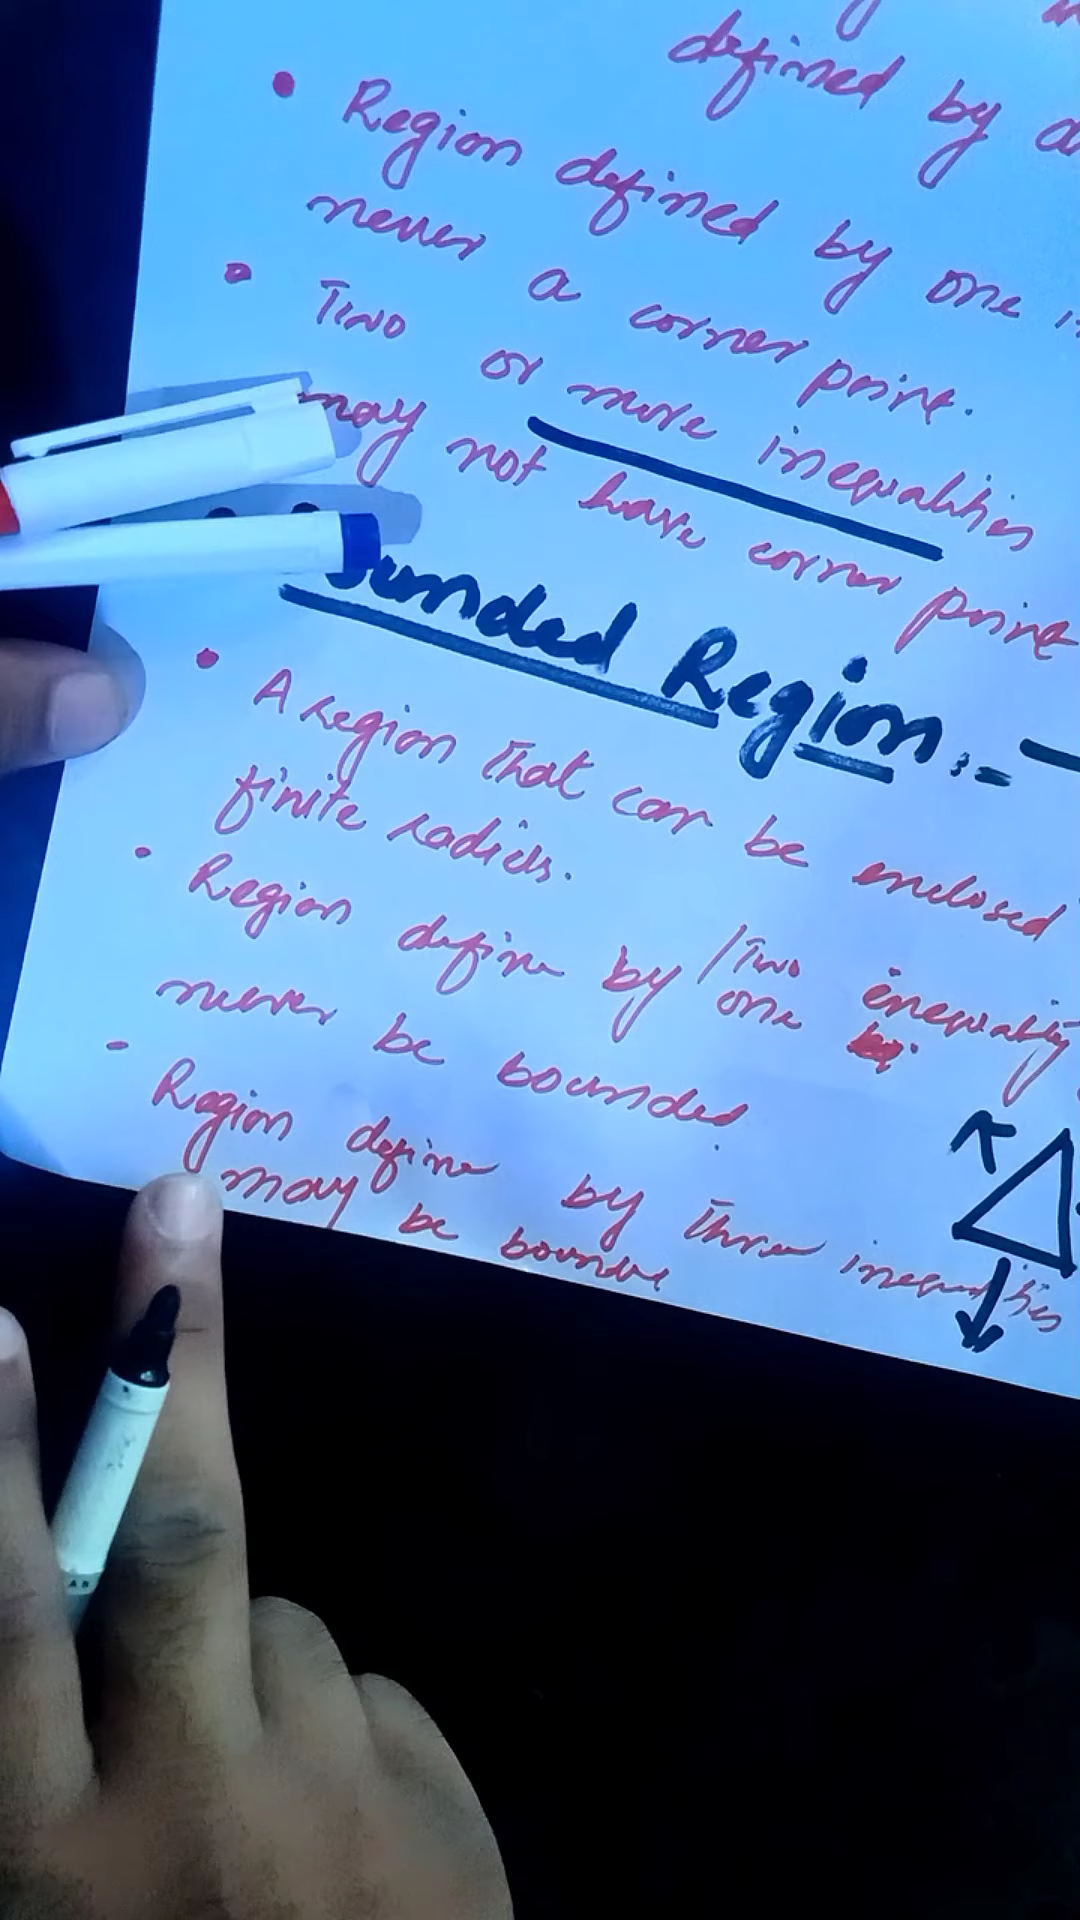 defined by
• Region defined by one
never a corner point.
• Two or more inequalities
may not have corner point
Bounded Region :-
• A region that can be enclosed
finite radius.
• Region define by one / Two inequality
never be bounded
- Region define by three inequalities
may be bounde